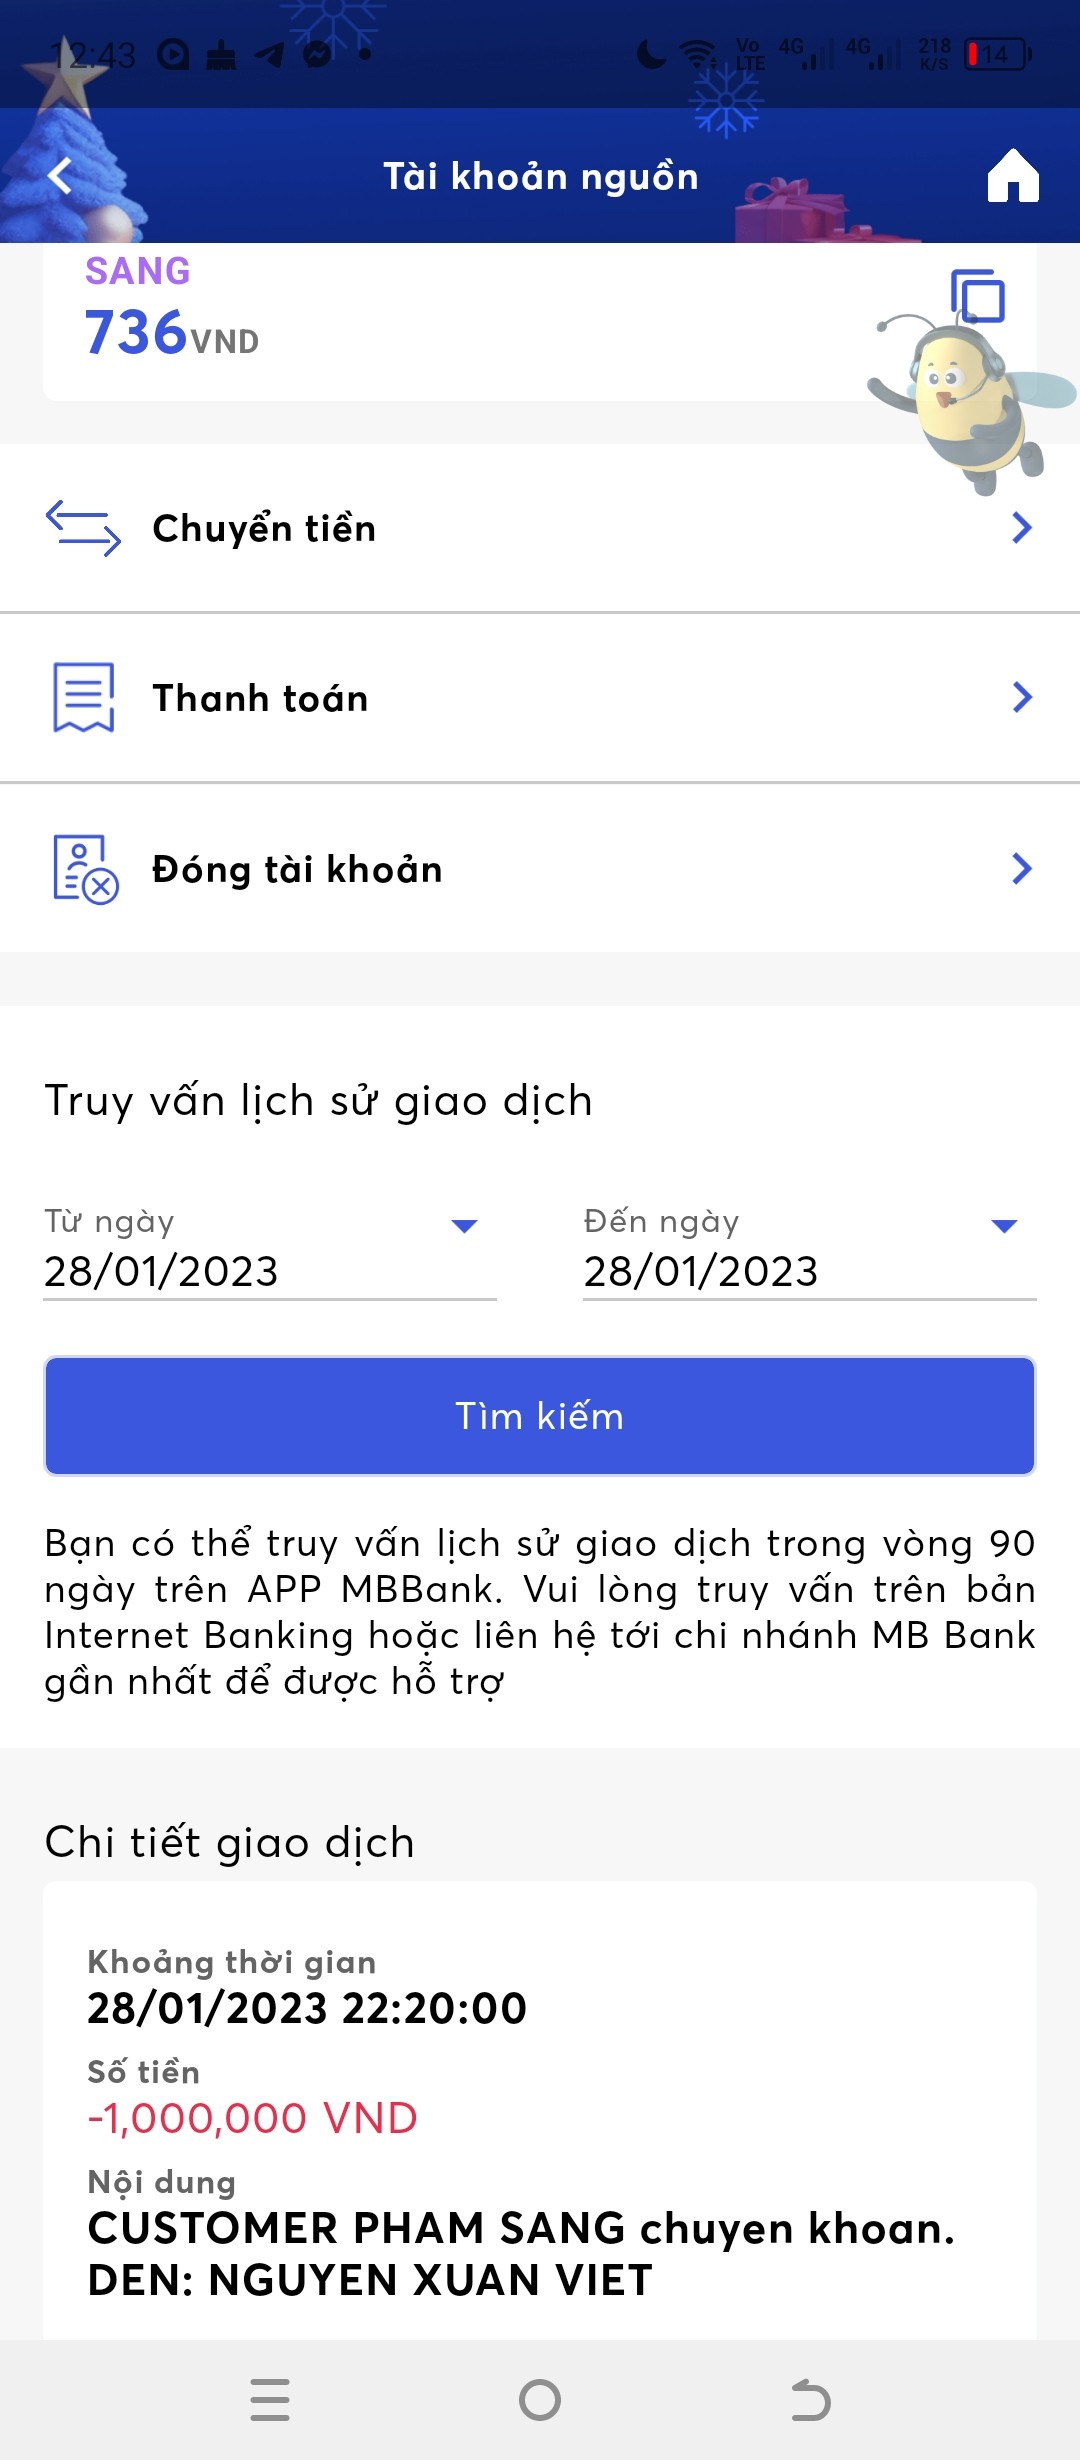 12:43
Vo
LTE
4G
4G
218
K/S
14
Tài khoản nguồn
SANG
736VND
Chuyển tiền
Thanh toán
Đóng tài khoản
Truy vấn lịch sử giao dịch
Từ ngày
28/01/2023
Đến ngày
28/01/2023
Tìm kiếm
Bạn có thể truy vấn lịch sử giao dịch trong vòng 90
ngày trên APP MBBank. Vui lòng truy vấn trên bản
Internet Banking hoặc liên hệ tới chi nhánh MB Bank
gần nhất để được hỗ trợ
Chi tiết giao dịch
Khoảng thời gian
28/01/2023 22:20:00
Số tiền
-1,000,000 VND
Nội dung
CUSTOMER PHAM SANG chuyen khoan.
DEN: NGUYEN XUAN VIET